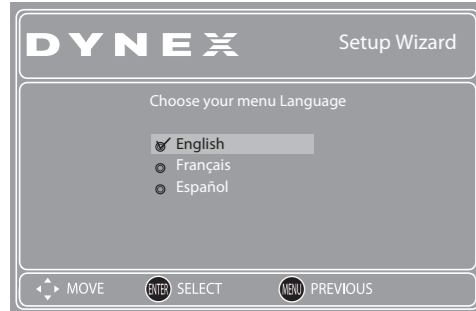 DYNEX Setup Wizard
Choose your menu Language
English
Français
Español
MOVE ENTER SELECT MENU PREVIOUS